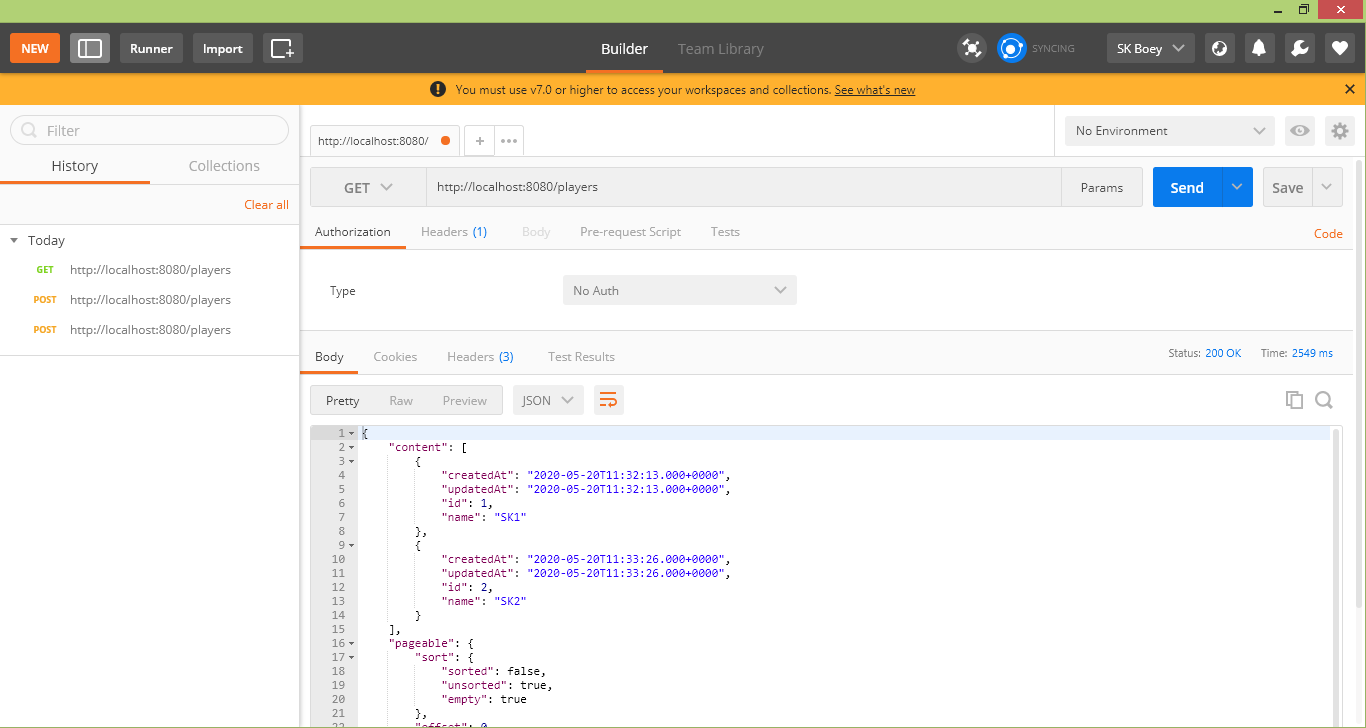 NEW Runner Import Builder Team Library SYNCING SK Boey
You must use v7.0 or higher to access your workspaces and collections. See what's new
Filter
History Collections
Clear all
Today
GET http://localhost:8080/players
POST http://localhost:8080/players
POST http://localhost:8080/players
http://localhost:8080/ + ••• No Environment
GET http://localhost:8080/players Params Send Save
Authorization Headers (1) Body Pre-request Script Tests Code
Type No Auth
Body Cookies Headers (3) Test Results Status: 200 OK Time: 2549 ms
Pretty Raw Preview JSON
1 {
2 "content": [
3 {
4 "createdAt": "2020-05-20T11:32:13.000+0000",
5 "updatedAt": "2020-05-20T11:32:13.000+0000",
6 "id": 1,
7 "name": "SK1"
8 },
9 {
10 "createdAt": "2020-05-20T11:33:26.000+0000",
11 "updatedAt": "2020-05-20T11:33:26.000+0000",
12 "id": 2,
13 "name": "SK2"
14 }
15 ],
16 "pageable": {
17 "sort": {
18 "sorted": false,
19 "unsorted": true,
20 "empty": true
21 },
22 "offset": 0